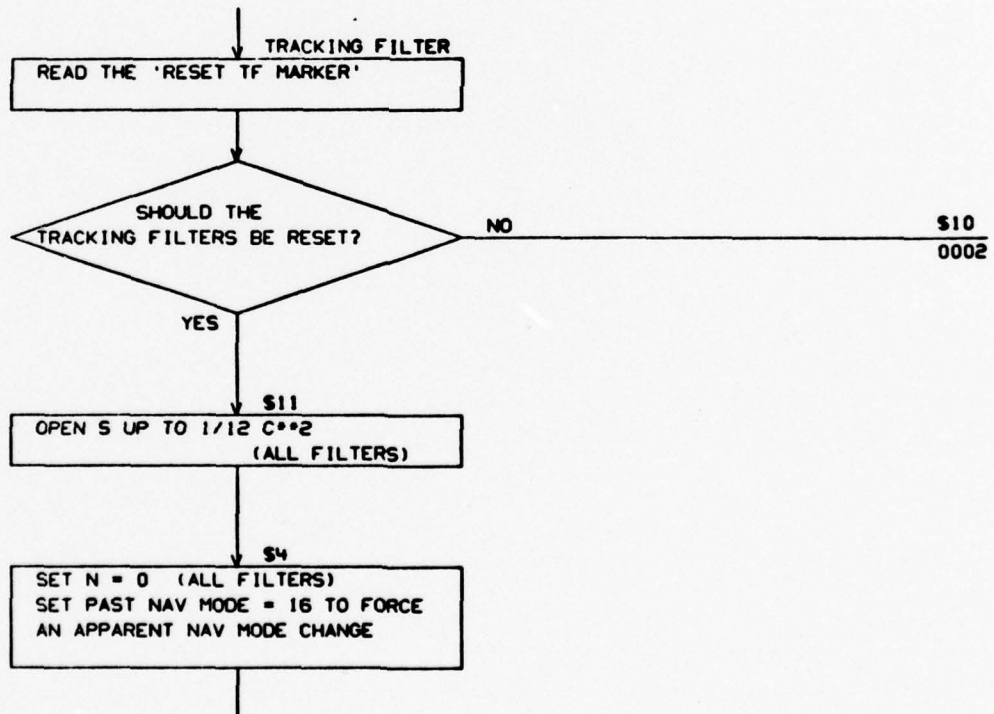 TRACKING FILTER
READ THE 'RESET TF MARKER'
SHOULD THE
TRACKING FILTERS BE RESET?
NO
$10
0002
YES
$11
OPEN S UP TO 1/12 C**2
(ALL FILTERS)
$4
SET N = 0 (ALL FILTERS)
SET PAST NAV MODE = 16 TO FORCE
AN APPARENT NAV MODE CHANGE